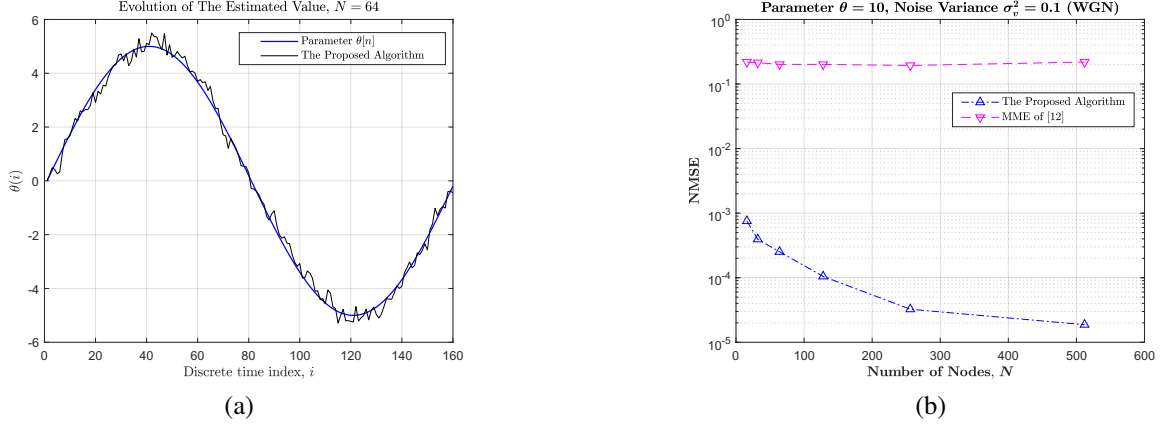 Evolution of The Estimated Value, N = 64
Parameter θ[n]
The Proposed Algorithm
6
4
2
0
-2
-4
-6
θ(i)
0 20 40 60 80 100 120 140 160
Discrete time index, i
(a)
Parameter θ = 10, Noise Variance σ_v^2 = 0.1 (WGN)
The Proposed Algorithm
MME of [12]
10^0
10^-1
10^-2
10^-3
10^-4
10^-5
NMSE
0 100 200 300 400 500 600
Number of Nodes, N
(b)